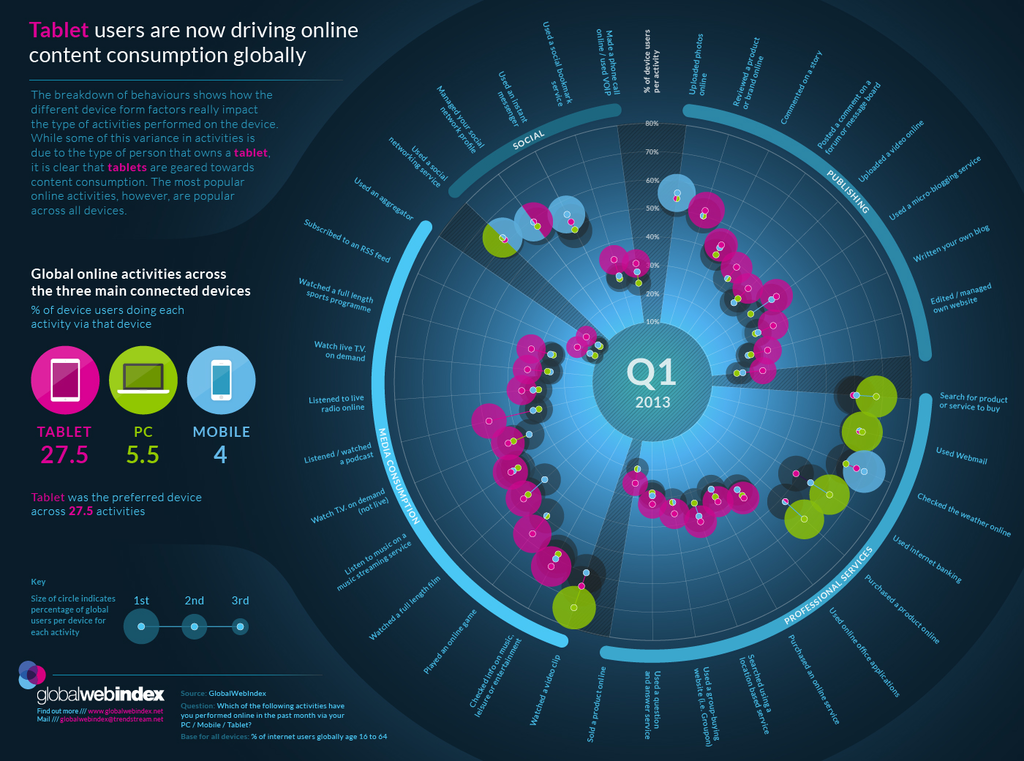 Tablet users are now driving online
content consumption globally
The breakdown of behaviours shows how the
different device form factors really impact
the type of activities performed on the device.
While some of this variance in activities is
due to the type of person that owns a tablet,
it is clear that tablets are geared towards
content consumption. The most popular
online activities, however, are popular
across all devices.
Global online activities across
the three main connected devices
% of device users doing each
activity via that device
TABLET
27.5
PC
5.5
MOBILE
4
Tablet was the preferred device
across 27.5 activities
Key
Size of circle indicates
percentage of global
users per device for
each activity
1st
2nd
3rd
globalwebindex
Find out more /// www.globalwebindex.net
Mail /// globalwebindex@trendstream.net
Source: GlobalWebIndex
Question: Which of the following activities have
you performed online in the past month via your
PC / Mobile / Tablet?
Base for all devices: % of internet users globally age 16 to 64
% of device users
per activity
80%
70%
60%
50%
40%
30%
20%
10%
Q1
2013
PUBLISHING
Uploaded photos
online
Reviewed a product
or brand online
Commented on a story
Posted a comment on a
forum or message board
Uploaded a video online
Used a micro-blogging service
Written your own blog
Edited / managed
own website
PROFESSIONAL SERVICES
Search for product
or service to buy
Used Webmail
Checked the weather online
Used internet banking
Purchased a product online
Used online office applications
Purchased an online service
Searched using a
location based service
Used a group-buying
website (i.e. Groupon)
Used a question
and answer service
Sold a product online
MEDIA CONSUMPTION
Watched a video clip
Checked info on music,
leisure or entertainment
Played an online game
Watched a full length film
Listen to music on a
music streaming service
Watch T.V. on demand
(not live)
Listened / watched
a podcast
Listened to live
radio online
Watch live T.V.
on demand
Watched a full length
sports programme
Subscribed to an RSS feed
Used an aggregator
SOCIAL
Used a social
networking service
Managed your social
network profile
Used an instant
messenger
Used a social bookmark
service
Made a phone call
online / used VOIP